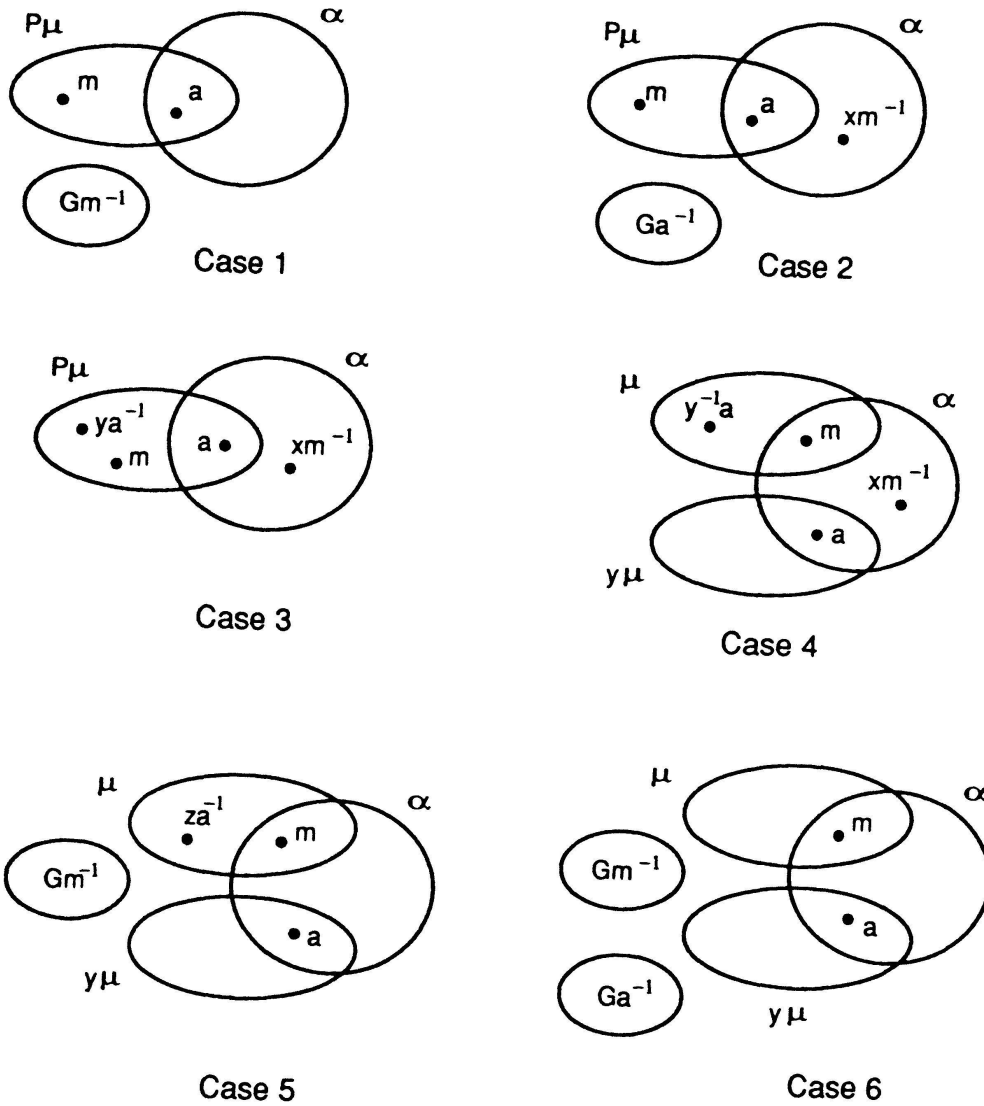 Pμ α
m a
Gm⁻¹
Case 1
Pμ α
m a xm⁻¹
Ga⁻¹
Case 2
Pμ α
ya⁻¹ m a xm⁻¹
Case 3
μ α
y⁻¹a m
xm⁻¹
a
yμ
Case 4
μ α
za⁻¹ m
Gm⁻¹
a
yμ
Case 5
μ α
m
Gm⁻¹
a
Ga⁻¹
yμ
Case 6